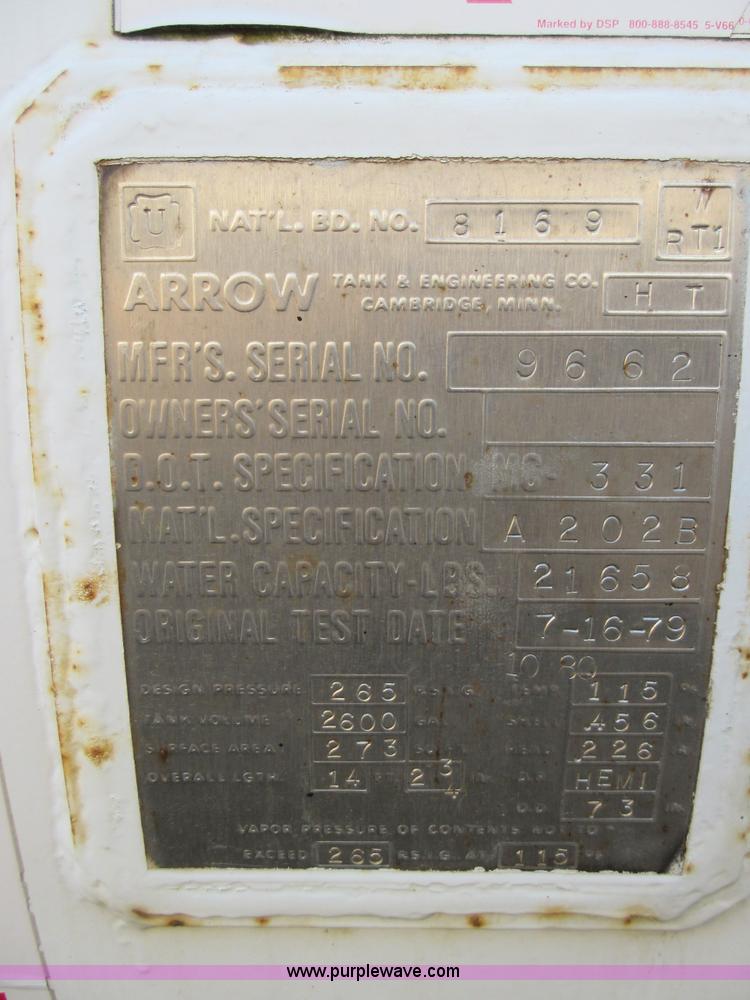 Marked by DSP 800-888-8545 5-V66
U NAT'L. BD. NO. 8169 W
RT1
ARROW TANK & ENGINEERING CO.
CAMBRIDGE, MINN. HT
MFR'S. SERIAL NO. 9662
OWNERS' SERIAL NO.
D.O.T. SPECIFICATION MC- 331
MAT'L. SPECIFICATION A 202B
WATER CAPACITY-LBS. 21658
ORIGINAL TEST DATE 7-16-79
10 80
DESIGN PRESSURE 265 P.S.I.G. TEMP. 115 °F.
TANK VOLUME 2600 GAL. SHELL .456 IN.
SURFACE AREA 273 SQ. FT. HEAD .226
OVERALL LGTH. 14 FT. 2 3/4 IN. HEMI
O.D. 73 IN.
VAPOR PRESSURE OF CONTENTS NOT TO
EXCEED 265 P.S.I.G. AT 115 °F.
www.purplewave.com